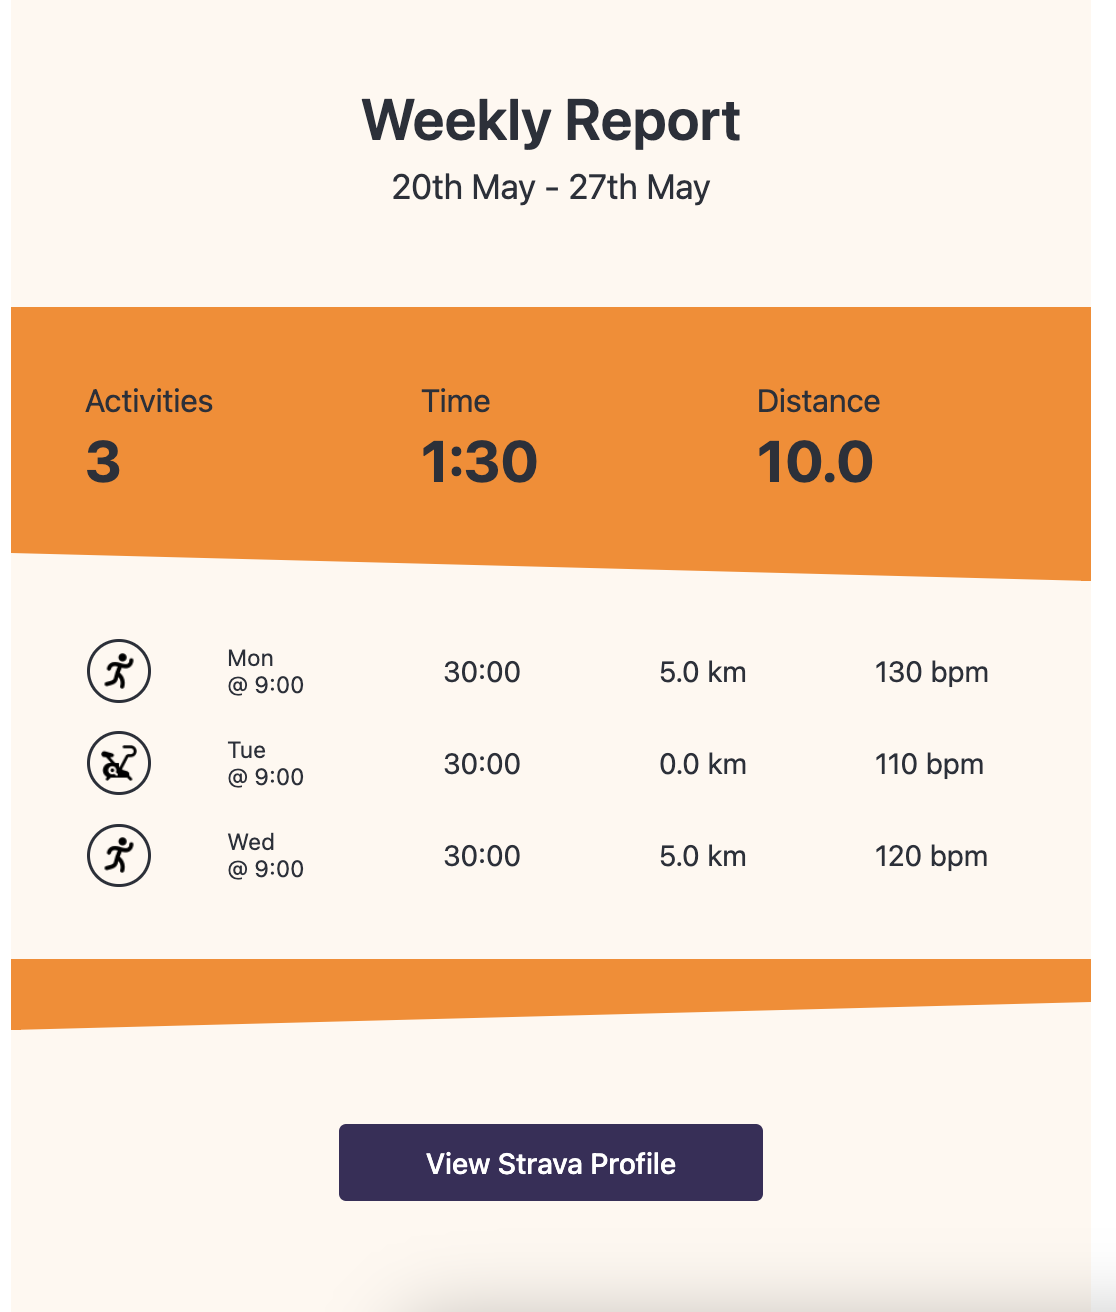 Weekly Report
20th May - 27th May
Activities Time Distance
3 1:30 10.0
Mon
@ 9:00 30:00 5.0 km 130 bpm
Tue
@ 9:00 30:00 0.0 km 110 bpm
Wed
@ 9:00 30:00 5.0 km 120 bpm
View Strava Profile